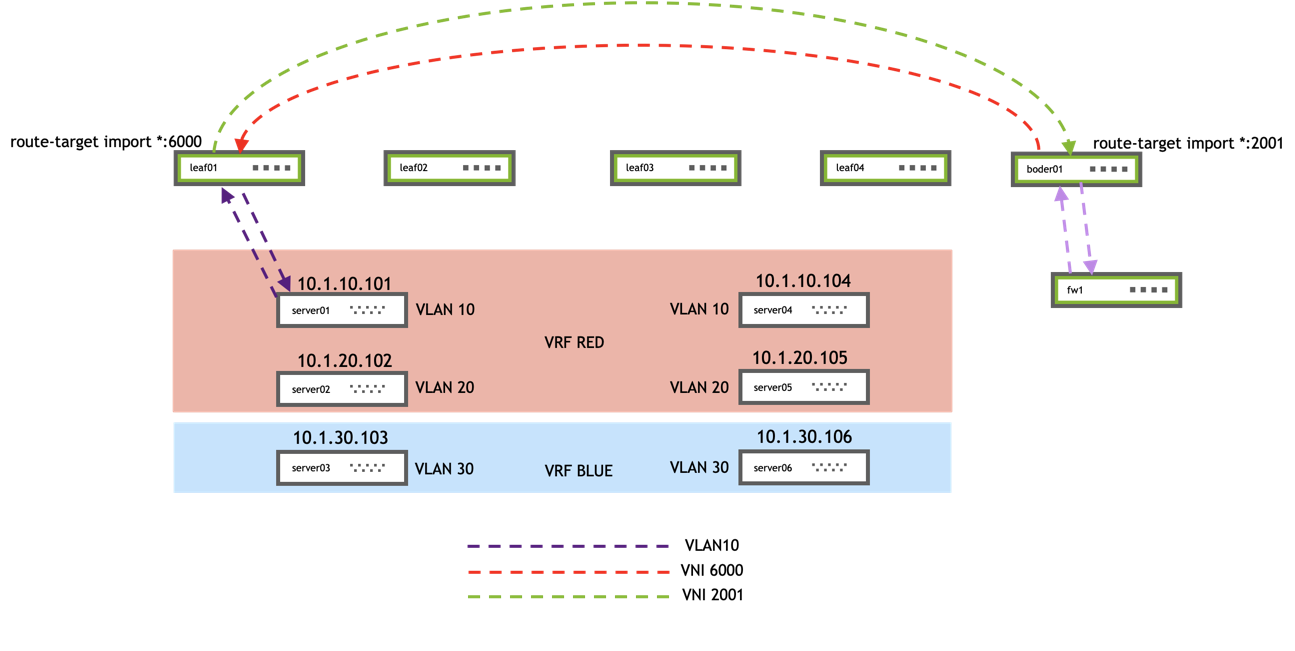 route-target import *:6000
route-target import *:2001
leaf01
leaf02
leaf03
leaf04
boder01
10.1.10.101
10.1.10.104
fw1
server01
VLAN 10
VLAN 10
server04
VRF RED
10.1.20.102
10.1.20.105
server02
VLAN 20
VLAN 20
server05
10.1.30.103
10.1.30.106
server03
VLAN 30
VRF BLUE
VLAN 30
server06
VLAN10
VNI 6000
VNI 2001